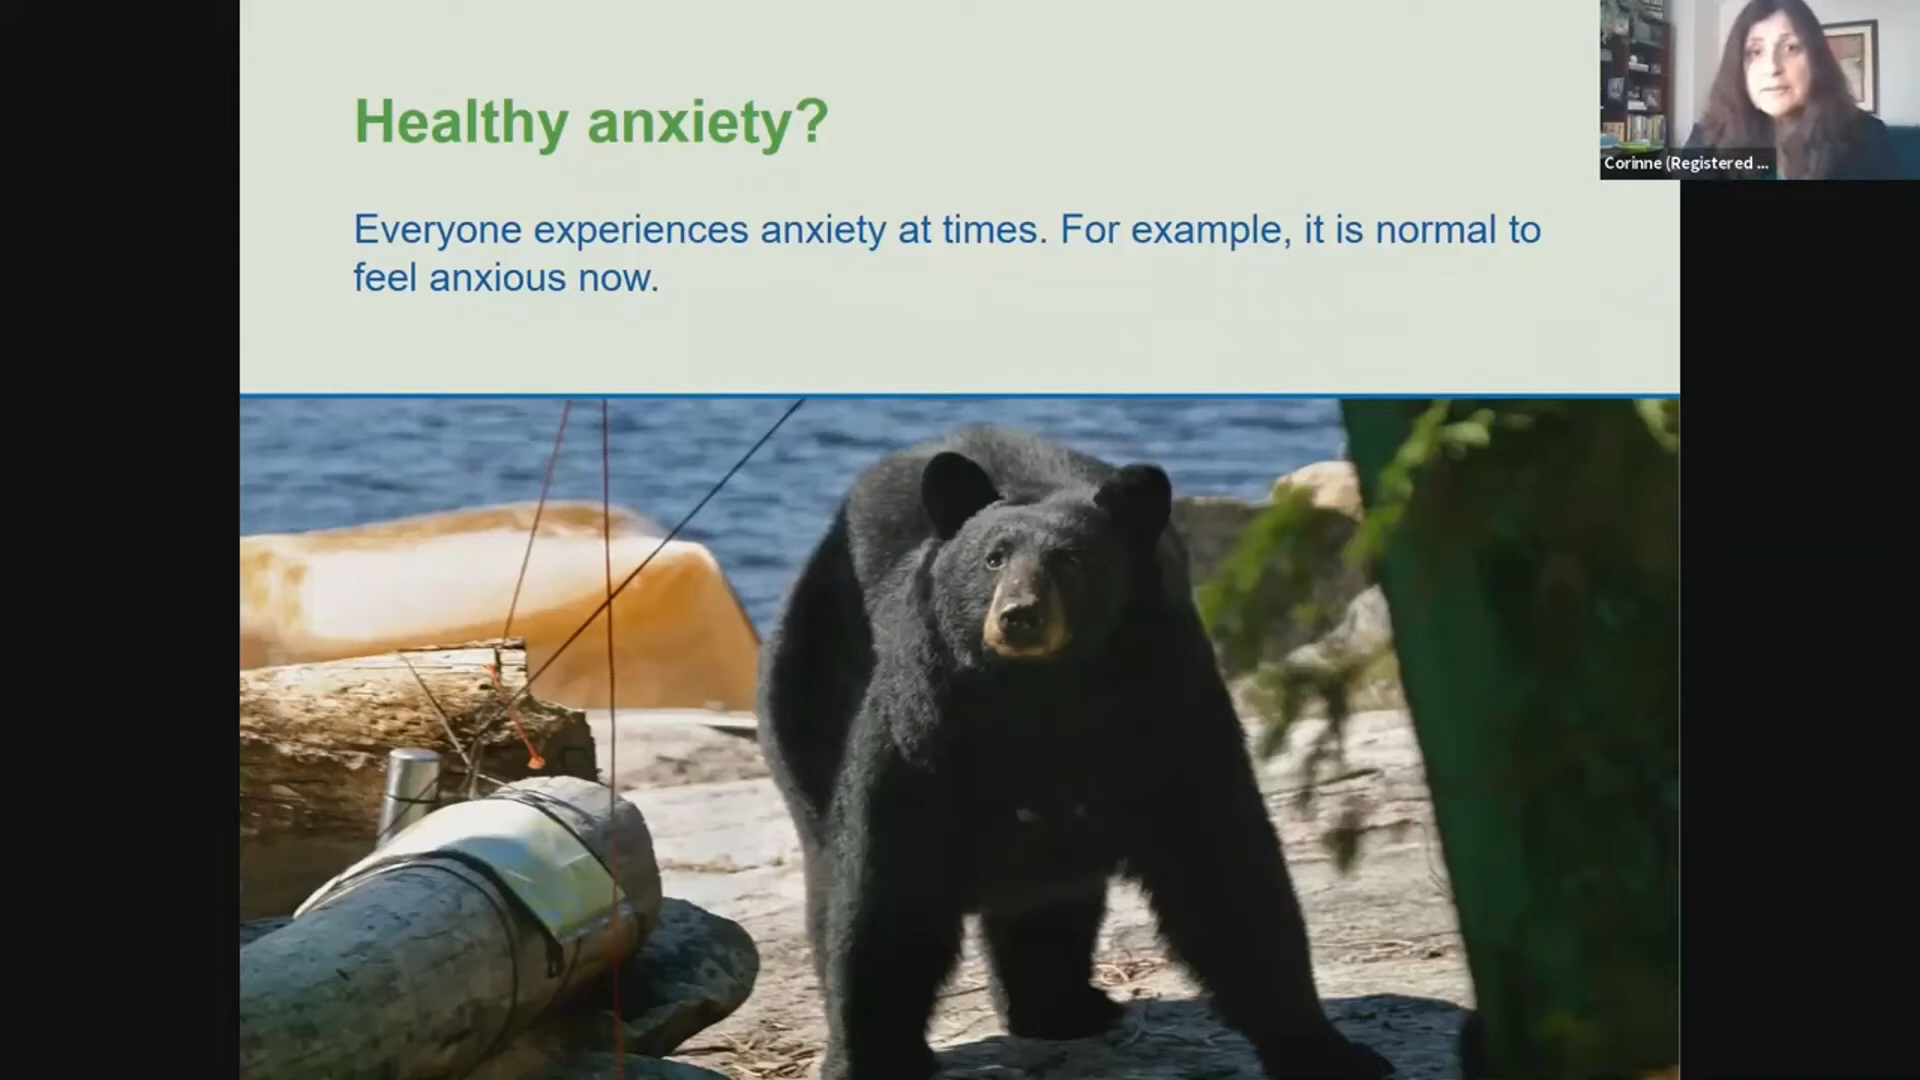 Healthy anxiety?
Everyone experiences anxiety at times. For example, it is normal to
feel anxious now.
Corinne (Registered ...